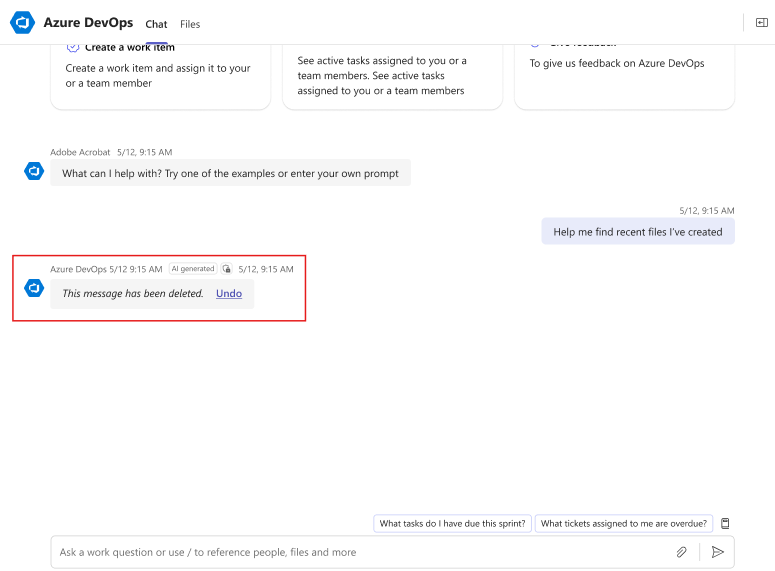 Azure DevOps Chat Files
Create a work item
Create a work item and assign it to your
or a team member
See active tasks assigned to you or a
team members. See active tasks
assigned to you or a team members
Give feedback
To give us feedback on Azure DevOps
Adobe Acrobat 5/12, 9:15 AM
What can I help with? Try one of the examples or enter your own prompt
5/12, 9:15 AM
Help me find recent files I've created
Azure DevOps 5/12 9:15 AM AI generated 5/12, 9:15 AM
This message has been deleted. Undo
What tasks do I have due this sprint? What tickets assigned to me are overdue?
Ask a work question or use / to reference people, files and more